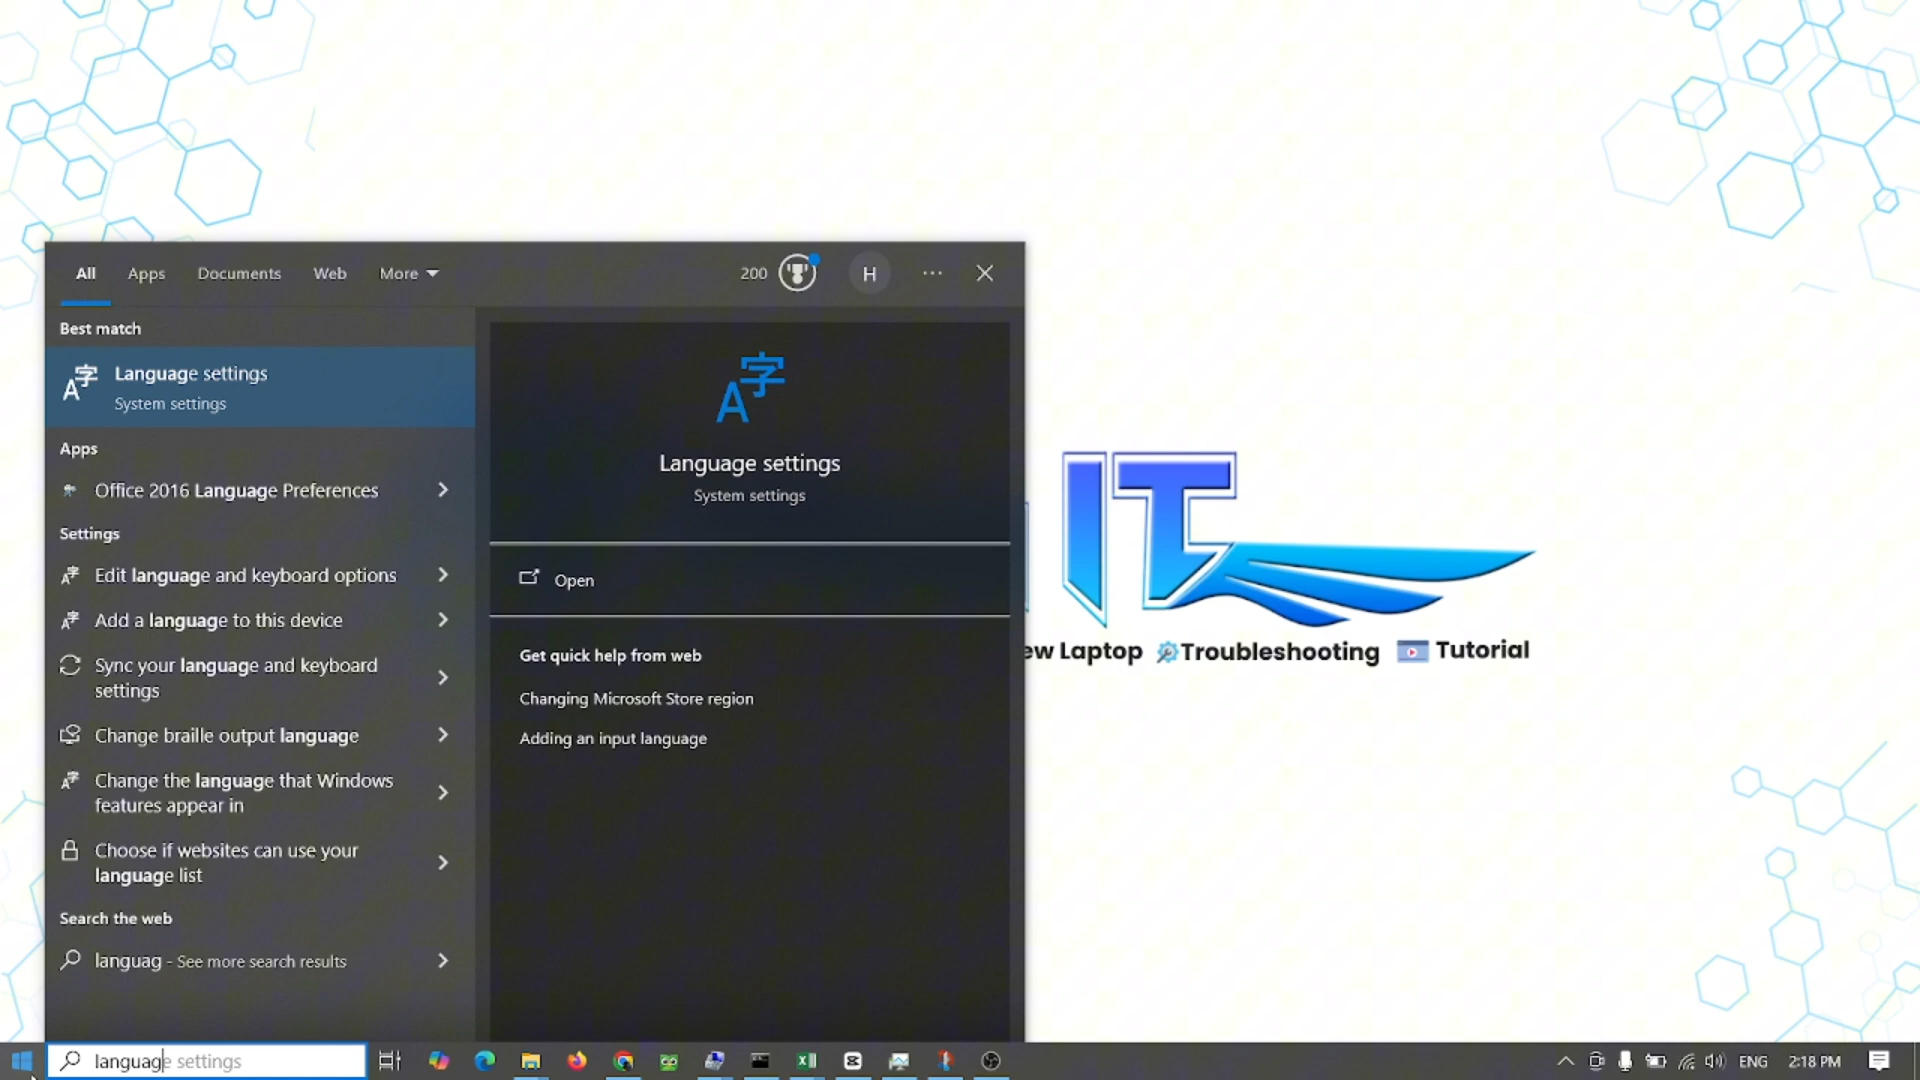 All Apps Documents Web More 200 H
Best match
Language settings
System settings
Apps
Office 2016 Language Preferences
Settings
Edit language and keyboard options
Add a language to this device
Sync your language and keyboard
settings
Change braille output language
Change the language that Windows
features appear in
Choose if websites can use your
language list
Search the web
languag - See more search results
Language settings
System settings
Open
Get quick help from web
Changing Microsoft Store region
Adding an input language
IT
ew Laptop Troubleshooting Tutorial
language settings
ENG 2:18 PM